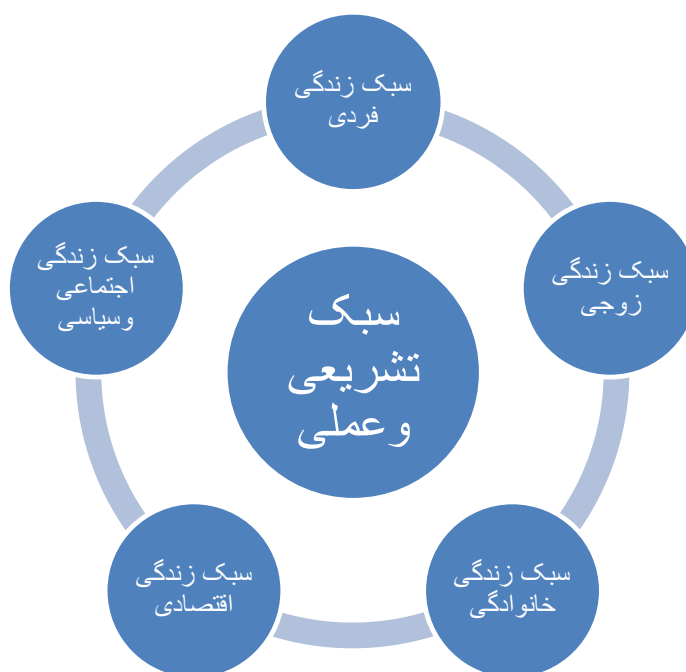 سبک زندگی
فردی
سبک زندگی
زوجی
سبک زندگی
خانوادگی
سبک زندگی
اقتصادی
سبک زندگی
اجتماعی
وسیاسی
سبک
تشریعی
وعملی